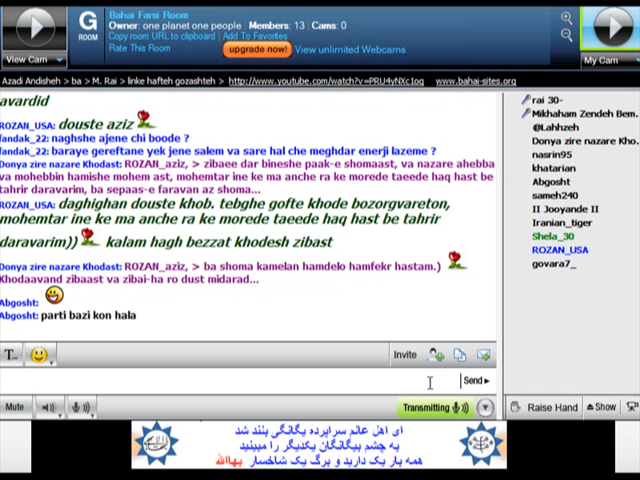 View Cam
G
ROOM
Bahai Farsi Room
Owner: one planet one people | Members: 13 | Cams: 0
Copy room URL to clipboard | Add To Favorites
Rate This Room
upgrade now!
View unlimited Webcams
My Cam
Azadi Andisheh > ba > M. Rai > linke hafteh gozashteh > http://www.youtube.com/watch?v=PRU4yNXc1og www.bahai-sites.org
avardid
ROZAN_USA: douste aziz
fandak_22: naghshe ajene chi boode ?
fandak_22: baraye gereftane yek jene salem va sare hal che meghdar enerji lazeme ?
Donya zire nazare Khodast: ROZAN_aziz, > zibaee dar bineshe paak-e shomaast, va nazare ahebba
va mohebbin hamishe mohem ast, mohemtar ine ke ma anche ra ke morede taeede haq hast be
tahrir daravarim, ba sepaas-e faravan az shoma...
ROZAN_USA: daghighan douste khob. tebghe gofte khode bozorgvareton,
mohemtar ine ke ma anche ra ke morede taeede haq hast be tahrir
daravarim)) kalam hagh bezzat khodesh zibast
Donya zire nazare Khodast: ROZAN_aziz, > ba shoma kamelan hamdelo hamfekr hastam.)
Khodaavand zibaast va zibai-ha ro dust midarad...
Abgosht:
Abgosht: parti bazi kon hala
rai 30-
Mikhaham Zendeh Bem.
@Lahhzeh
Donya zire nazare Kho.
nasrin95
khatarian
Abgosht
sameh240
II Jooyande II
Iranian_tiger
Shela_30
ROZAN_USA
govara7_
T...
Invite
Send
Mute
Transmitting
Raise Hand
Show
ای اهل عالم سراپرده یگانگی بلند شد
به چشم بیگانگان یکدیگر را مبینید
همه بار یک دارید و برگ یک شاخسار بهاالله